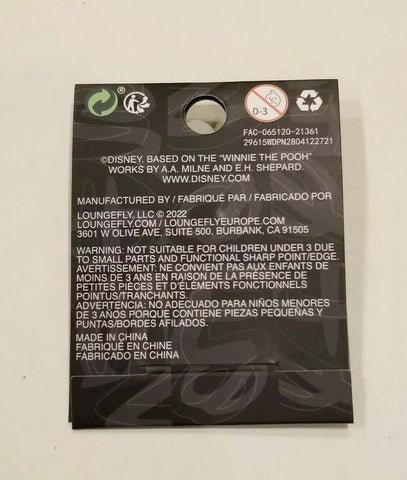 ®
0-3
FAC-065120-21361
29615WDPN2804122721
©DISNEY. BASED ON THE "WINNIE THE POOH"
WORKS BY A.A. MILNE AND E.H. SHEPARD.
WWW.DISNEY.COM
MANUFACTURED BY / FABRIQUÉ PAR / FABRICADO POR
LOUNGEFLY, LLC © 2022
LOUNGEFLY.COM / LOUNGEFLYEUROPE.COM
3601 W OLIVE AVE, SUITE 500, BURBANK, CA 91505
WARNING: NOT SUITABLE FOR CHILDREN UNDER 3 DUE
TO SMALL PARTS AND FUNCTIONAL SHARP POINT/EDGE.
AVERTISSEMENT: NE CONVIENT PAS AUX ENFANTS DE
MOINS DE 3 ANS EN RAISON DE LA PRÉSENCE DE
PETITES PIÈCES ET D'ÉLÉMENTS FONCTIONNELS
POINTUS/TRANCHANTS.
ADVERTENCIA: NO ADECUADO PARA NIÑOS MENORES
DE 3 AÑOS PORQUE CONTIENE PIEZAS PEQUEÑAS Y
PUNTAS/BORDES AFILADOS.
MADE IN CHINA
FABRIQUÉ EN CHINE
FABRICADO EN CHINA